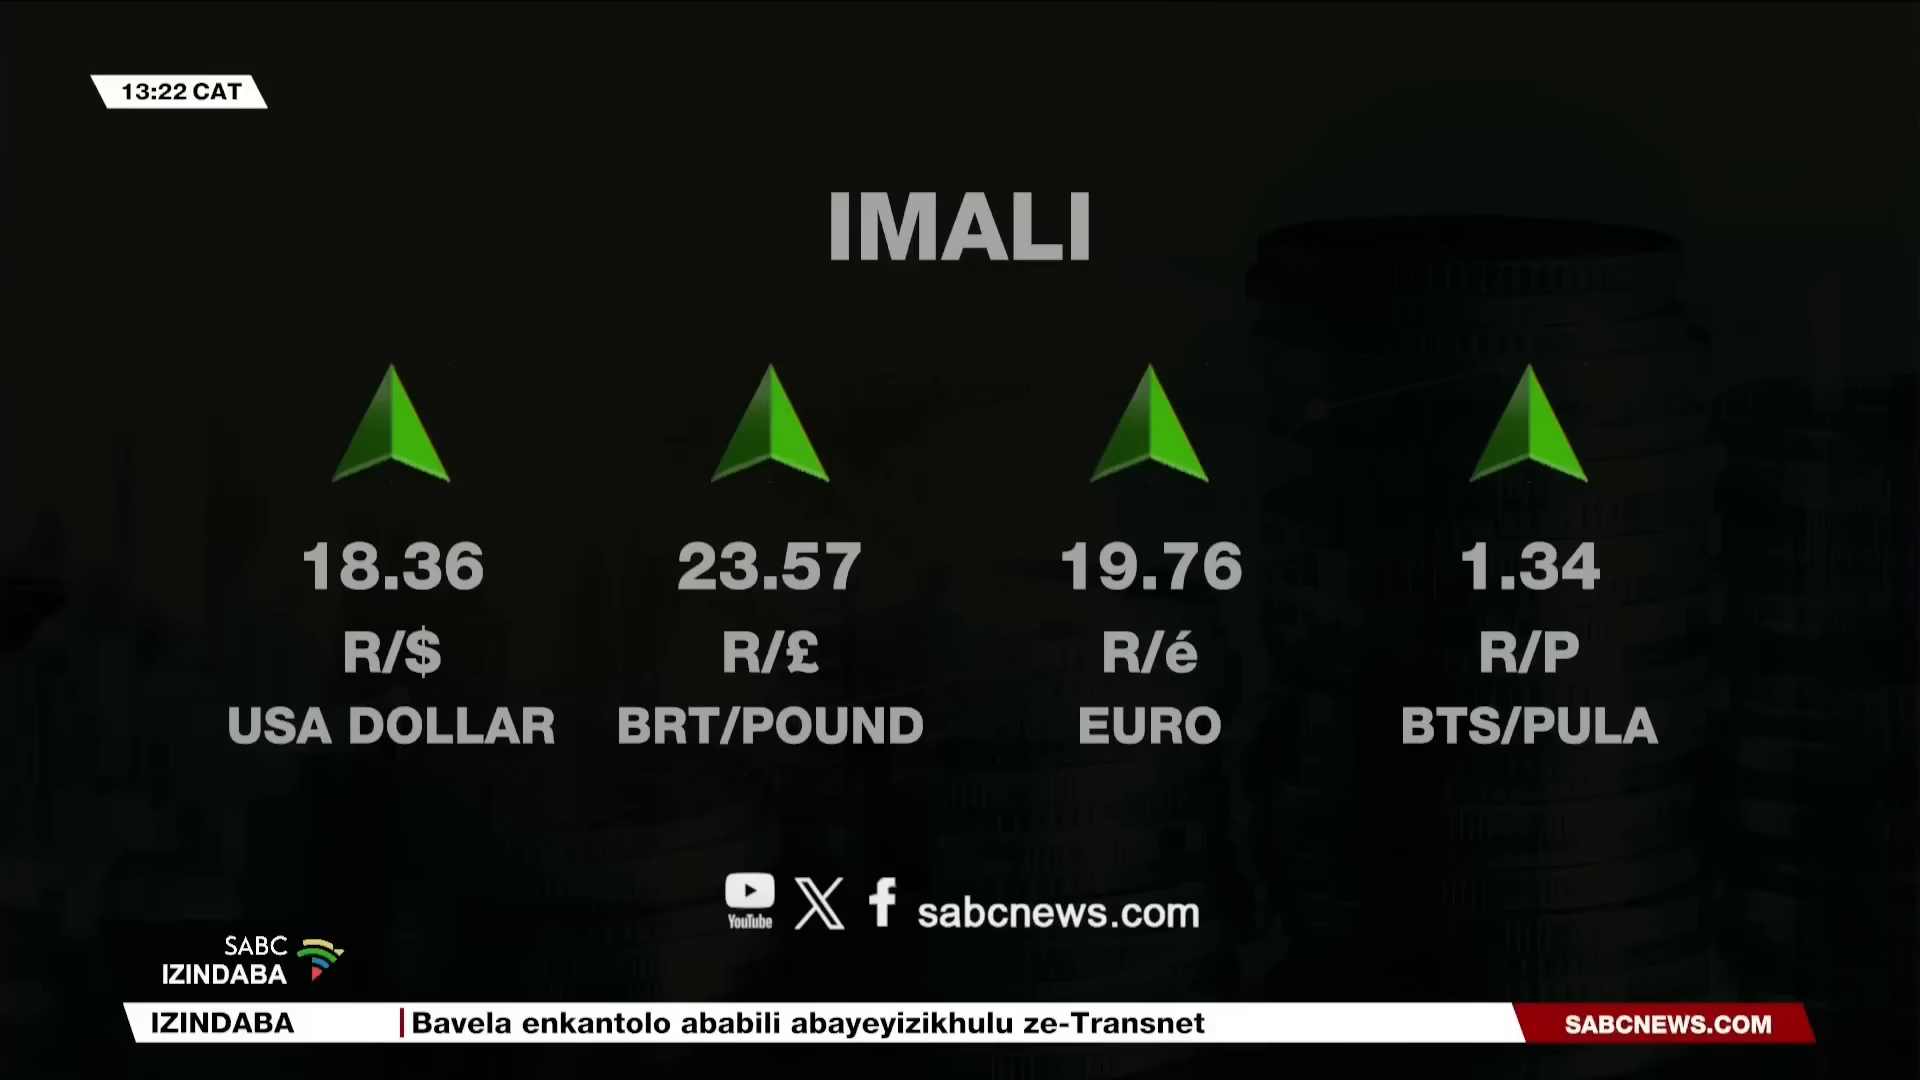 13:22 CAT
IMALI
18.36
R/$
USA DOLLAR
23.57
R/£
BRT/POUND
19.76
R/é
EURO
1.34
R/P
BTS/PULA
YouTube
sabcnews.com
SABC
IZINDABA
IZINDABA
Bavela enkantolo ababili abayeyizikhulu ze-Transnet
SABCNEWS.COM